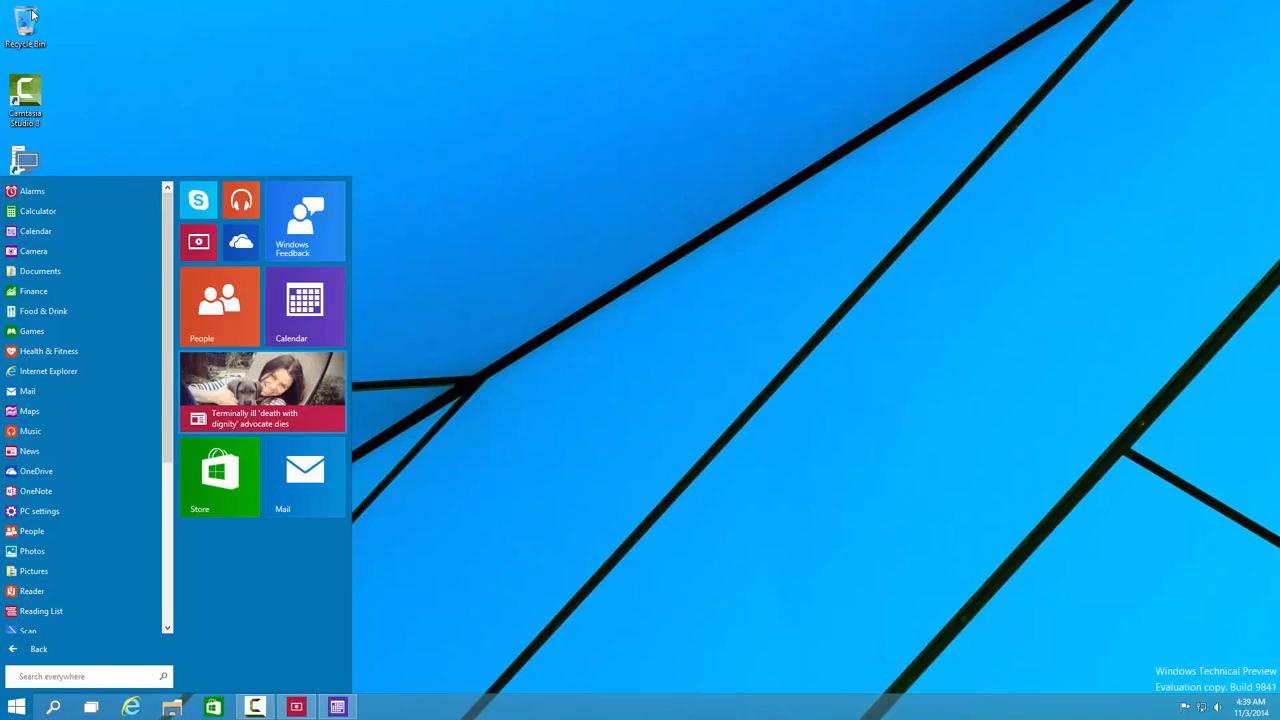 Recycle Bin
Camtasia
Studio 8
Alarms
Calculator
Calendar
Camera
Documents
Finance
Food & Drink
Games
Health & Fitness
Internet Explorer
Mail
Maps
Music
News
OneDrive
OneNote
PC settings
People
Photos
Pictures
Reader
Reading List
Scan
Back
Search everywhere
Windows
Feedback
People
Calendar
Terminally ill 'death with
dignity' advocate dies
Store
Mail
Windows Technical Preview
Evaluation copy. Build 9841
4:39 AM
11/3/2014